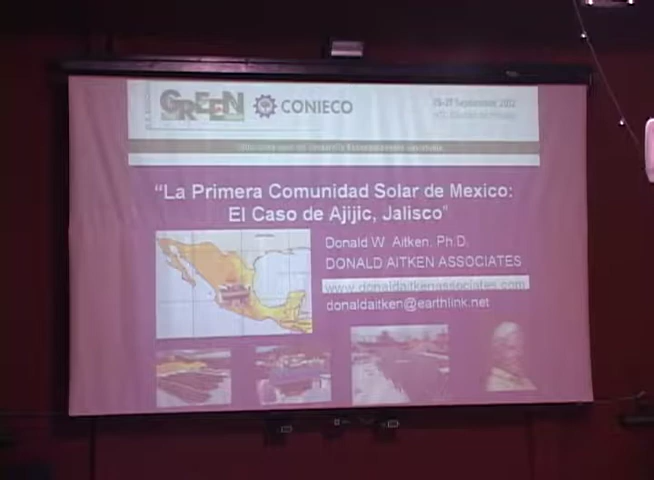 GREEN CONIECO
"La Primera Comunidad Solar de Mexico:
El Caso de Ajijic, Jalisco"
Donald W. Aitken, Ph.D.
DONALD AITKEN ASSOCIATES
www.donaldaitkenassociates.com
donaldaitken@earthlink.net